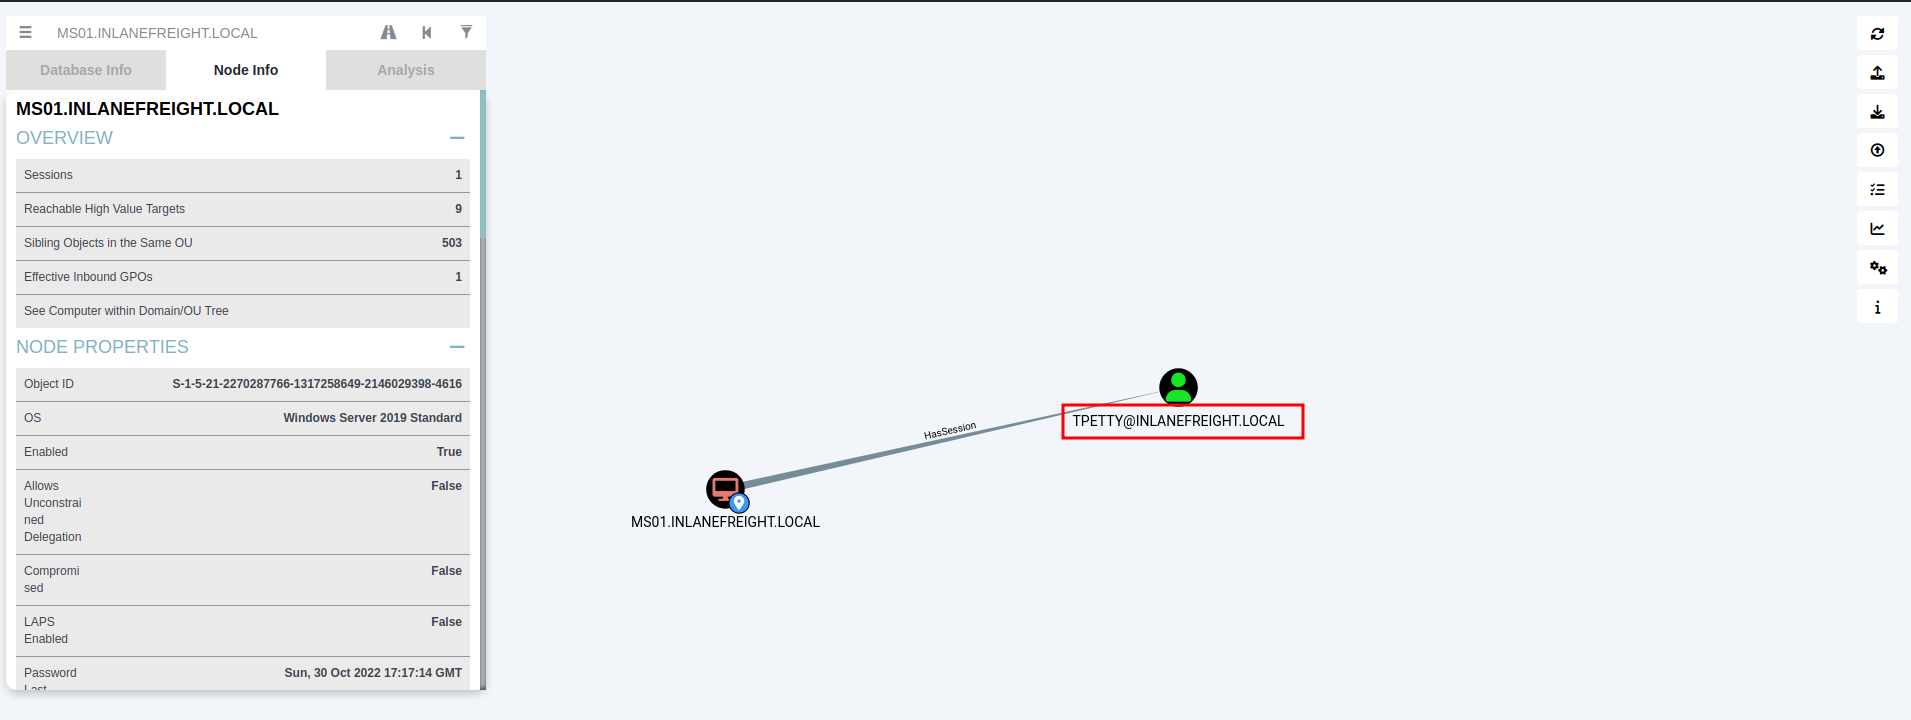 MS01.INLANEFREIGHT.LOCAL
Database Info
Node Info
Analysis
MS01.INLANEFREIGHT.LOCAL
OVERVIEW
Sessions 1
Reachable High Value Targets 9
Sibling Objects in the Same OU 503
Effective Inbound GPOs 1
See Computer within Domain/OU Tree
NODE PROPERTIES
Object ID S-1-5-21-2270287766-1317258649-2146029398-4616
OS Windows Server 2019 Standard
Enabled True
Allows False
Unconstrai
ned
Delegation
Compromi False
sed
LAPS False
Enabled
Password Sun, 30 Oct 2022 17:17:14 GMT
Last
TPETTY@INLANEFREIGHT.LOCAL
HasSession
MS01.INLANEFREIGHT.LOCAL